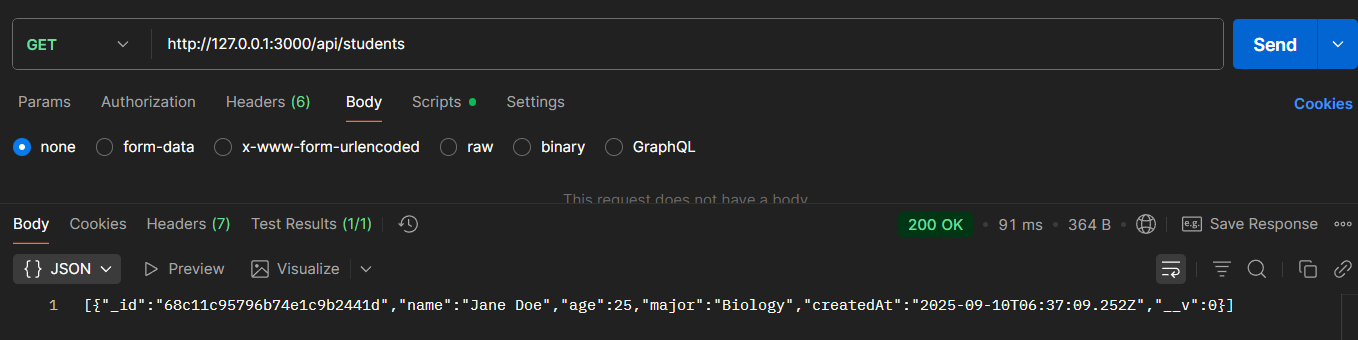 GET http://127.0.0.1:3000/api/students Send
Params Authorization Headers (6) Body Scripts Settings Cookies
none form-data x-www-form-urlencoded raw binary GraphQL
This request does not have a body
Body Cookies Headers (7) Test Results (1/1) 200 OK 91 ms 364 B e.g. Save Response
{} JSON Preview Visualize
1 [{"_id":"68c11c95796b74e1c9b2441d","name":"Jane Doe","age":25,"major":"Biology","createdAt":"2025-09-10T06:37:09.252Z","__v":0}]